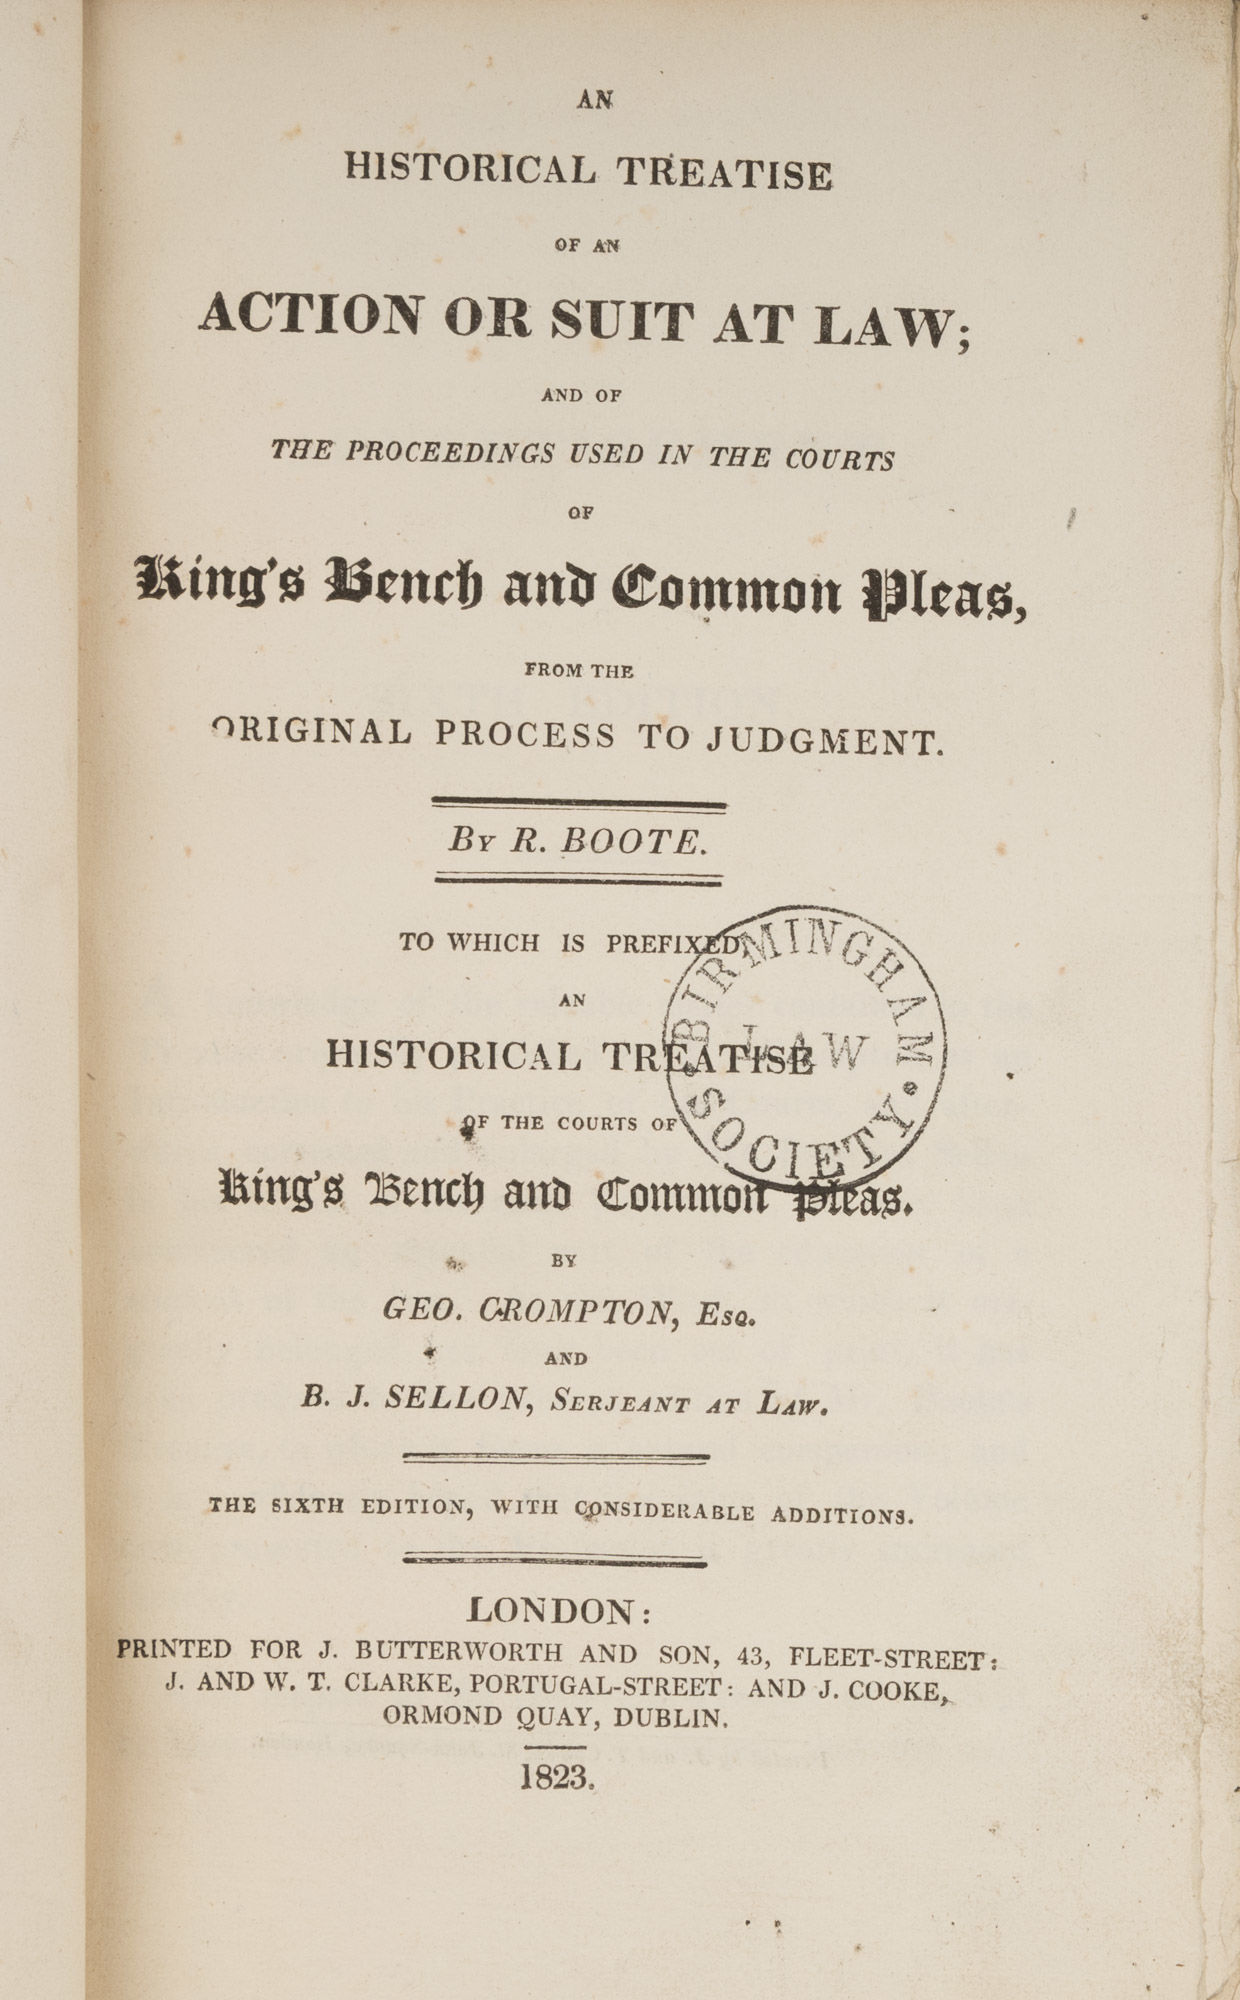 AN
HISTORICAL TREATISE
OF AN
ACTION OR SUIT AT LAW;
AND OF
THE PROCEEDINGS USED IN THE COURTS
OF
King's Bench and Common Pleas,
FROM THE
ORIGINAL PROCESS TO JUDGMENT.
BY R. BOOTE.
TO WHICH IS PREFIXED,
AN
HISTORICAL TREATISE
OF THE COURTS OF
King's Bench and Common Pleas.
BY
GEO. CROMPTON, ESQ.
AND
B. J. SELLON, SERJEANT AT LAW.
THE SIXTH EDITION, WITH CONSIDERABLE ADDITIONS.
LONDON:
PRINTED FOR J. BUTTERWORTH AND SON, 43, FLEET-STREET:
J. AND W. T. CLARKE, PORTUGAL-STREET: AND J. COOKE,
ORMOND QUAY, DUBLIN.
1823.
BIRMINGHAM
LAW
SOCIETY